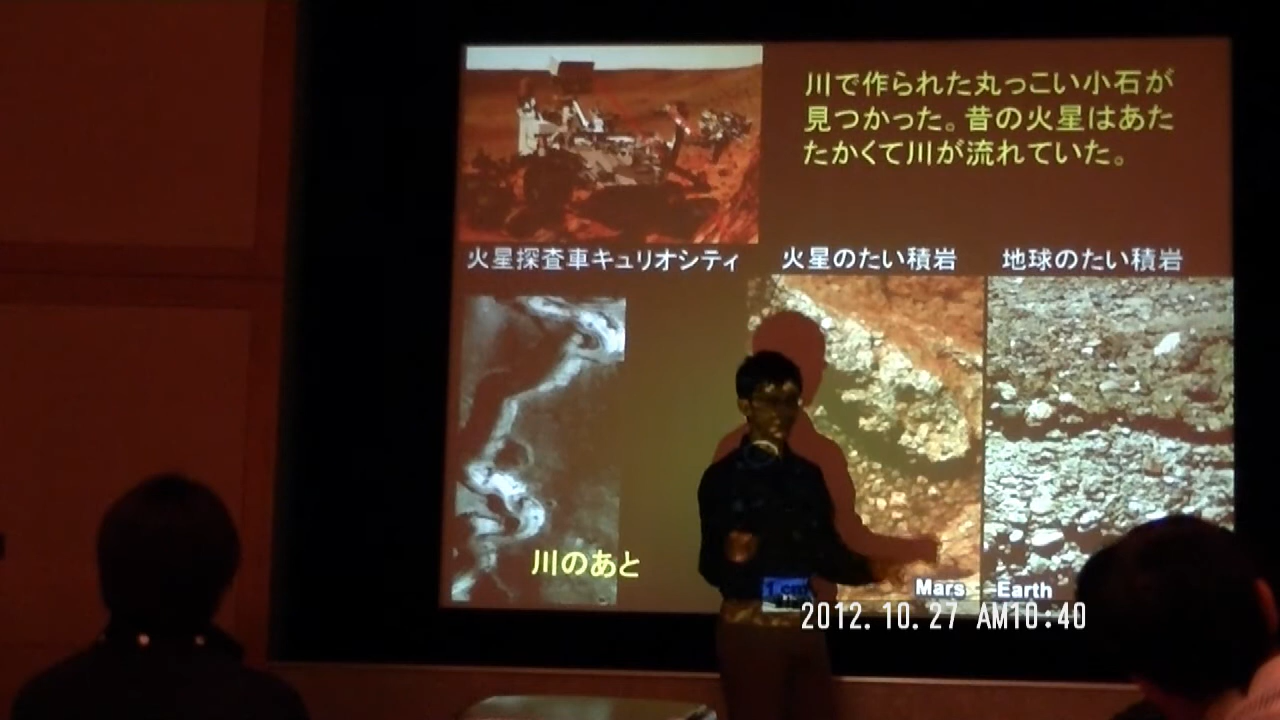 川で作られた丸っこい小石が
見つかった。昔の火星はあた
たかくて川が流れていた。
火星探査車キュリオシティ
火星のたい積岩
地球のたい積岩
川のあと
1 cm
Mars
Earth
2012.10.27 AM10:40